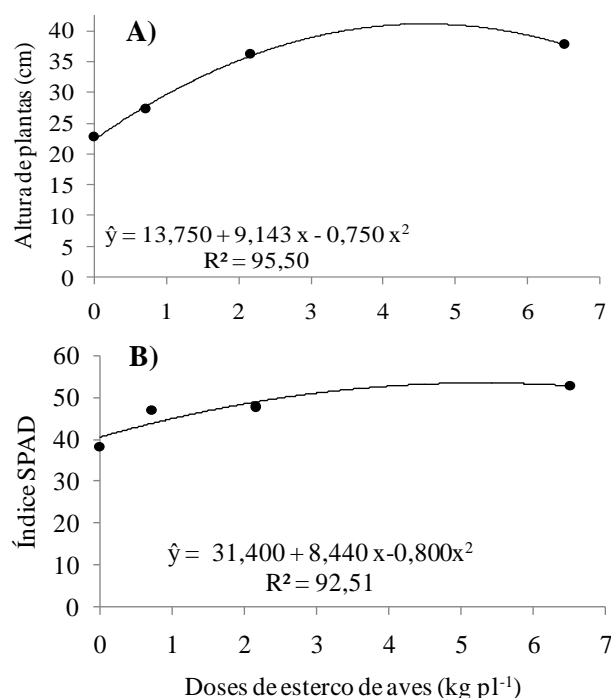 A)
Altura de plantas (cm)
40
35
30
25
20
15
10
5
0
ŷ = 13,750 + 9,143 x - 0,750 x²
R² = 95,50
0 1 2 3 4 5 6 7
B)
Índice SPAD
60
50
40
30
20
10
0
ŷ = 31,400 + 8,440 x-0,800x²
R² = 92,51
0 1 2 3 4 5 6 7
Doses de esterco de aves (kg pl⁻¹)